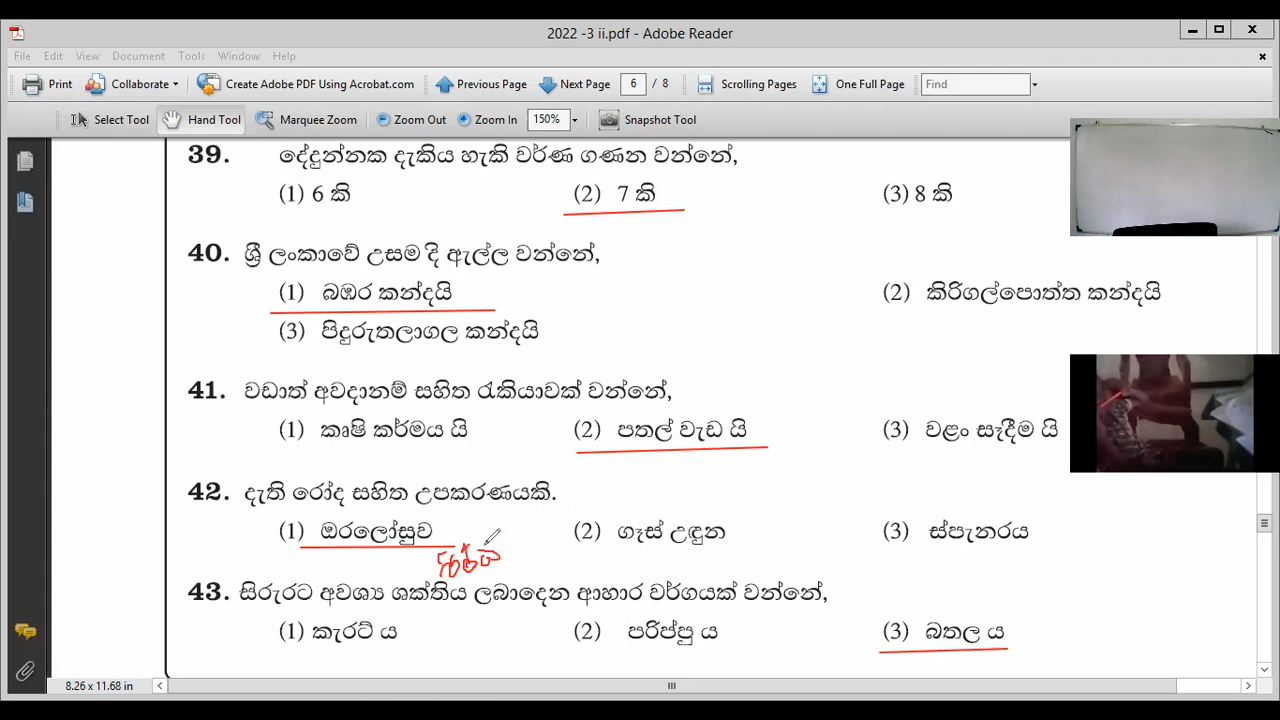 2022 -3 ii.pdf - Adobe Reader
File Edit View Document Tools Window Help
Print Collaborate Create Adobe PDF Using Acrobat.com Previous Page Next Page 6 / 8 Scrolling Pages One Full Page Find
Select Tool Hand Tool Marquee Zoom Zoom Out Zoom In 150% Snapshot Tool
39. දේදුන්නක දැකිය හැකි වර්ණ ගණන වන්නේ,
(1) 6 කි (2) 7 කි (3) 8 කි
40. ශ්‍රී ලංකාවේ උසම දි ඇල්ල වන්නේ,
(1) බඹර කන්දයි (2) කිරිගල්පොත්ත කන්දයි
(3) පිදුරුතලාගල කන්දයි
41. වඩාත් අවදානම් සහිත රැකියාවක් වන්නේ,
(1) කෘෂි කර්මය යි (2) පතල් වැඩ යි (3) වළං සෑදීම යි
42. දැති රෝද සහිත උපකරණයකි.
(1) ඔරලෝසුව (2) ගෑස් උඳුන (3) ස්පැනරය
43. සිරුරට අවශ්‍ය ශක්තිය ලබාදෙන ආහාර වර්ගයක් වන්නේ,
(1) කැරට් ය (2) පරිප්පු ය (3) බතල ය
8.26 x 11.68 in